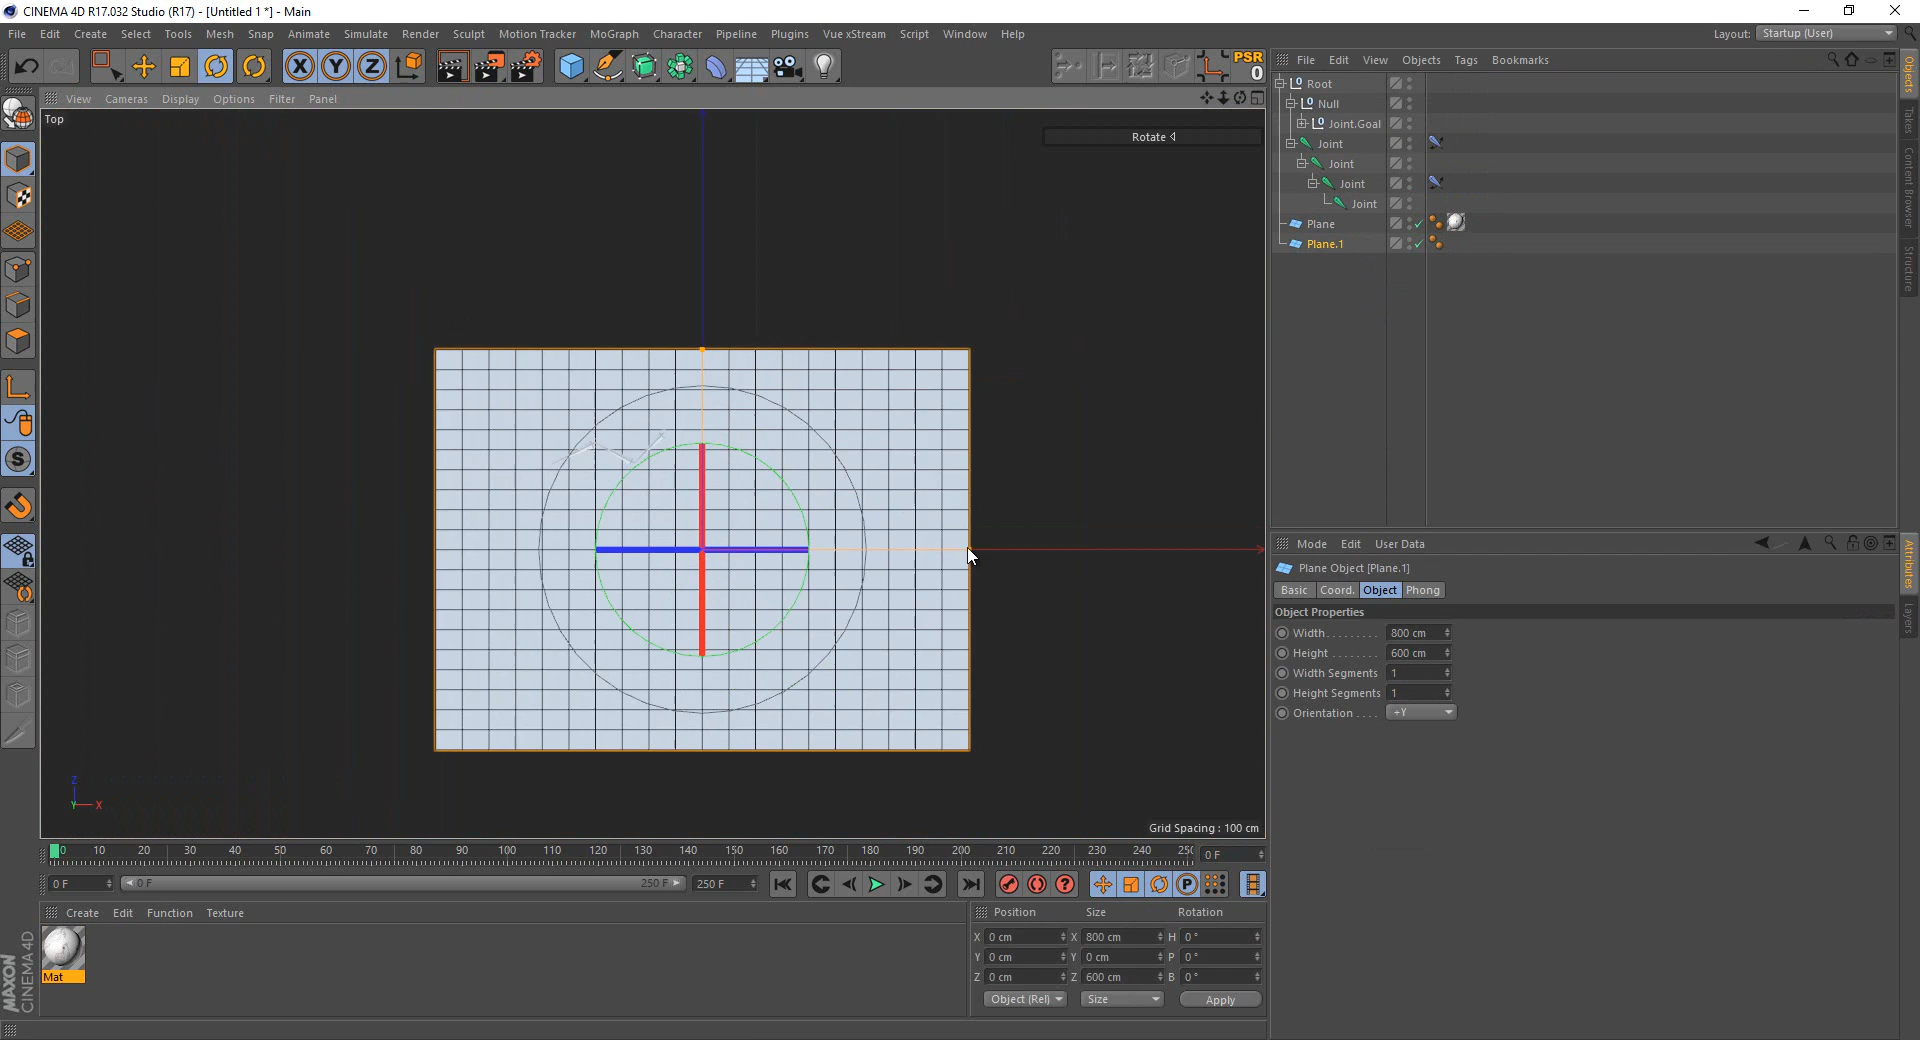 CINEMA 4D R17.032 Studio (R17) - [Untitled 1 *] - Main
File Edit Create Select Tools Mesh Snap Animate Simulate Render Sculpt Motion Tracker MoGraph Character Pipeline Plugins Vue xStream Script Window Help
Layout: Startup (User)
X Y Z
PSR
0
File Edit View Objects Tags Bookmarks
View Cameras Display Options Filter Panel
Top
Rotate
Root
Null
Joint.Goal
Joint
Joint
Joint
Joint
Plane
Plane.1
Objects
Takes
Content Browser
Structure
S
Mode Edit User Data
Plane Object [Plane.1]
Basic Coord. Object Phong
Object Properties
Width......... 800 cm
Height ........ 600 cm
Width Segments 1
Height Segments 1
Orientation .... +Y
Attributes
Layers
Z
Y X
Grid Spacing : 100 cm
0 10 20 30 40 50 60 70 80 90 100 110 120 130 140 150 160 170 180 190 200 210 220 230 240 25
0 F
0 F
0 F
250 F
250 F
? P
Create Edit Function Texture
Mat
Position Size Rotation
X 0 cm X 800 cm H 0 °
Y 0 cm Y 0 cm P 0 °
Z 0 cm Z 600 cm B 0 °
Object (Rel) Size Apply
MAXON
CINEMA 4D